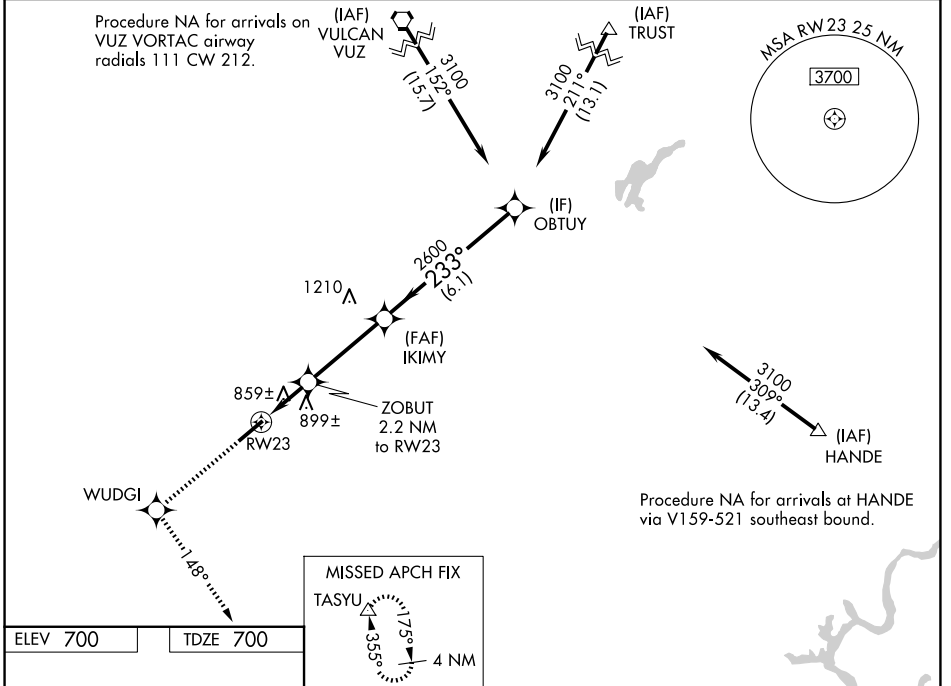 Procedure NA for arrivals on
VUZ VORTAC airway
radials 111 CW 212.
(IAF)
VULCAN
VUZ
3100
152°
(15.7)
(IAF)
TRUST
3100
211°
(13.1)
MSA RW23 25 NM
3700
(IF)
OBTUY
2600
233°
(6.1)
1210
(FAF)
IKIMY
859±
899±
ZOBUT
2.2 NM
to RW23
RW23
3100
309°
(13.4)
(IAF)
HANDE
Procedure NA for arrivals at HANDE
via V159-521 southeast bound.
WUDGI
148°
MISSED APCH FIX
TASYU
175°
355°
4 NM
ELEV 700
TDZE 700